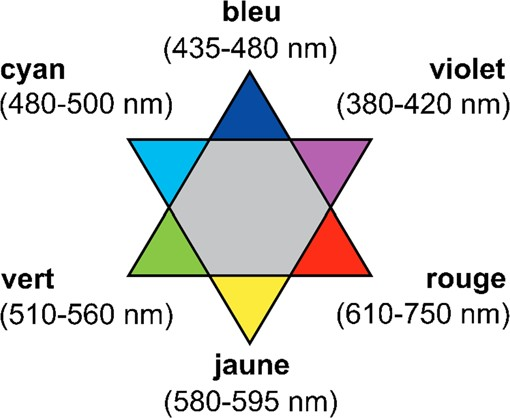 bleu
(435-480 nm)
cyan
(480-500 nm)
violet
(380-420 nm)
vert
(510-560 nm)
rouge
(610-750 nm)
jaune
(580-595 nm)